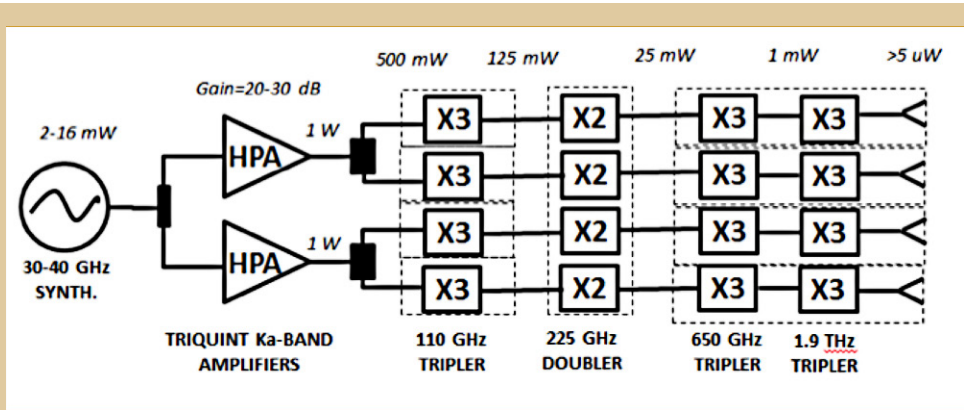 500 mW 125 mW 25 mW 1 mW >5 uW
Gain=20-30 dB
2-16 mW
1 W
HPA
X3 X2 X3 X3
X3 X2 X3 X3
1 W
HPA
X3 X2 X3 X3
X3 X2 X3 X3
30-40 GHz
SYNTH.
TRIQUINT Ka-BAND
AMPLIFIERS
110 GHz
TRIPLER
225 GHz
DOUBLER
650 GHz
TRIPLER
1.9 THz
TRIPLER